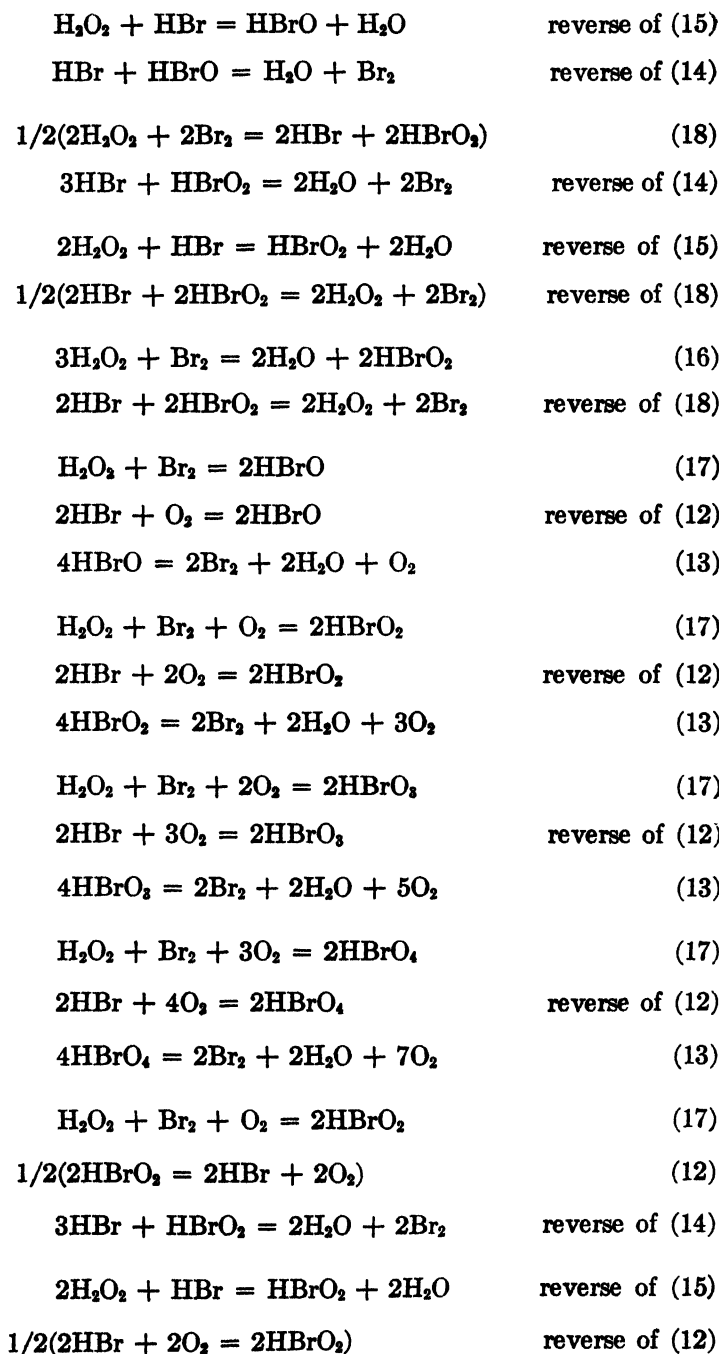 H₂O₂ + HBr = HBrO + H₂O reverse of (15)
HBr + HBrO = H₂O + Br₂ reverse of (14)
1/2(2H₂O₂ + 2Br₂ = 2HBr + 2HBrO₂) (18)
3HBr + HBrO₂ = 2H₂O + 2Br₂ reverse of (14)
2H₂O₂ + HBr = HBrO₂ + 2H₂O reverse of (15)
1/2(2HBr + 2HBrO₂ = 2H₂O₂ + 2Br₂) reverse of (18)
3H₂O₂ + Br₂ = 2H₂O + 2HBrO₂ (16)
2HBr + 2HBrO₂ = 2H₂O₂ + 2Br₂ reverse of (18)
H₂O₂ + Br₂ = 2HBrO (17)
2HBr + O₂ = 2HBrO reverse of (12)
4HBrO = 2Br₂ + 2H₂O + O₂ (13)
H₂O₂ + Br₂ + O₂ = 2HBrO₂ (17)
2HBr + 2O₂ = 2HBrO₂ reverse of (12)
4HBrO₂ = 2Br₂ + 2H₂O + 3O₂ (13)
H₂O₂ + Br₂ + 2O₂ = 2HBrO₃ (17)
2HBr + 3O₂ = 2HBrO₃ reverse of (12)
4HBrO₃ = 2Br₂ + 2H₂O + 5O₂ (13)
H₂O₂ + Br₂ + 3O₂ = 2HBrO₄ (17)
2HBr + 4O₂ = 2HBrO₄ reverse of (12)
4HBrO₄ = 2Br₂ + 2H₂O + 7O₂ (13)
H₂O₂ + Br₂ + O₂ = 2HBrO₂ (17)
1/2(2HBrO₂ = 2HBr + 2O₂) (12)
3HBr + HBrO₂ = 2H₂O + 2Br₂ reverse of (14)
2H₂O₂ + HBr = HBrO₂ + 2H₂O reverse of (15)
1/2(2HBr + 2O₂ = 2HBrO₂) reverse of (12)